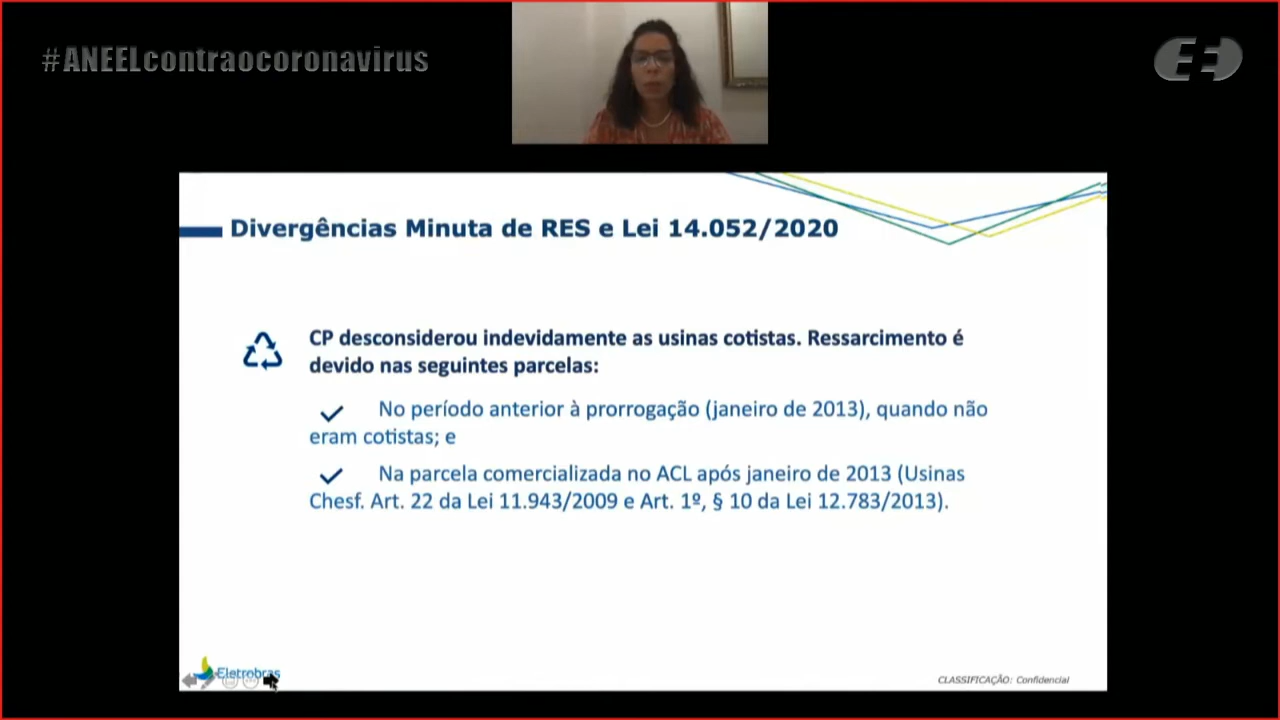 #ANEELcontraocoronavirus
Divergências Minuta de RES e Lei 14.052/2020
CP desconsiderou indevidamente as usinas cotistas. Ressarcimento é
devido nas seguintes parcelas:
No período anterior à prorrogação (janeiro de 2013), quando não
eram cotistas; e
Na parcela comercializada no ACL após janeiro de 2013 (Usinas
Chesf. Art. 22 da Lei 11.943/2009 e Art. 1º, § 10 da Lei 12.783/2013).
Eletrobras
CLASSIFICAÇÃO: Confidencial